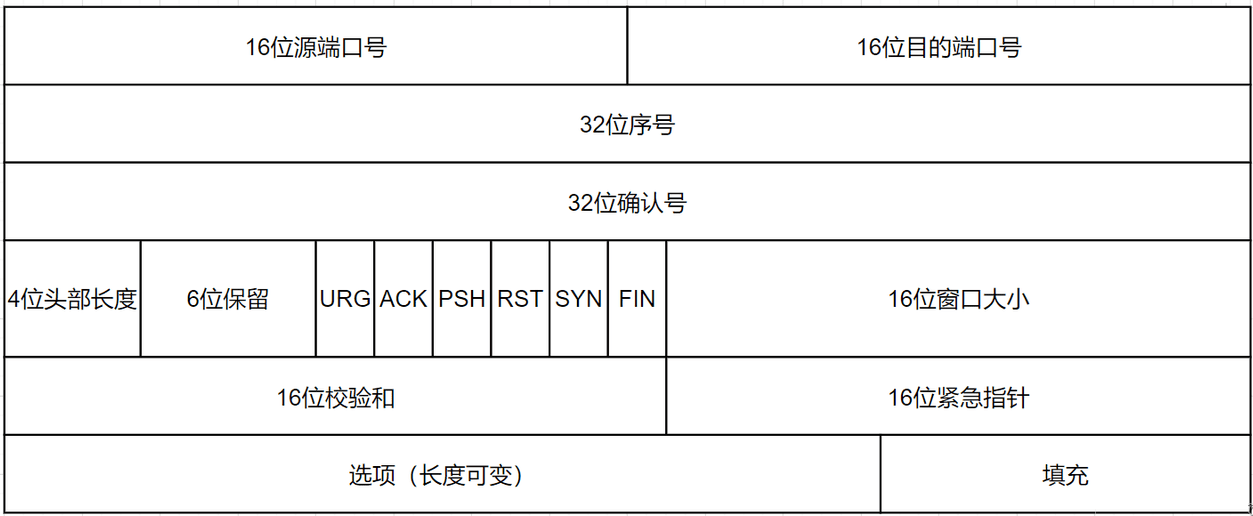 16位源端口号
16位目的端口号
32位序号
32位确认号
4位头部长度
6位保留
URG
ACK
PSH
RST
SYN
FIN
16位窗口大小
16位校验和
16位紧急指针
选项（长度可变）
填充